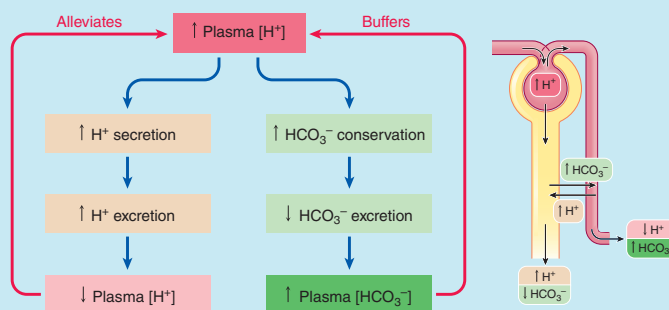 Alleviates
Buffers
↑ Plasma [H⁺]
↑ H⁺ secretion
↑ HCO₃⁻ conservation
↑ H⁺ excretion
↓ HCO₃⁻ excretion
↓ Plasma [H⁺]
↑ Plasma [HCO₃⁻]
↑ H⁺
↑ HCO₃⁻
↑ H⁺
↓ H⁺
↑ HCO₃
↑ H⁺
↓ HCO₃⁻